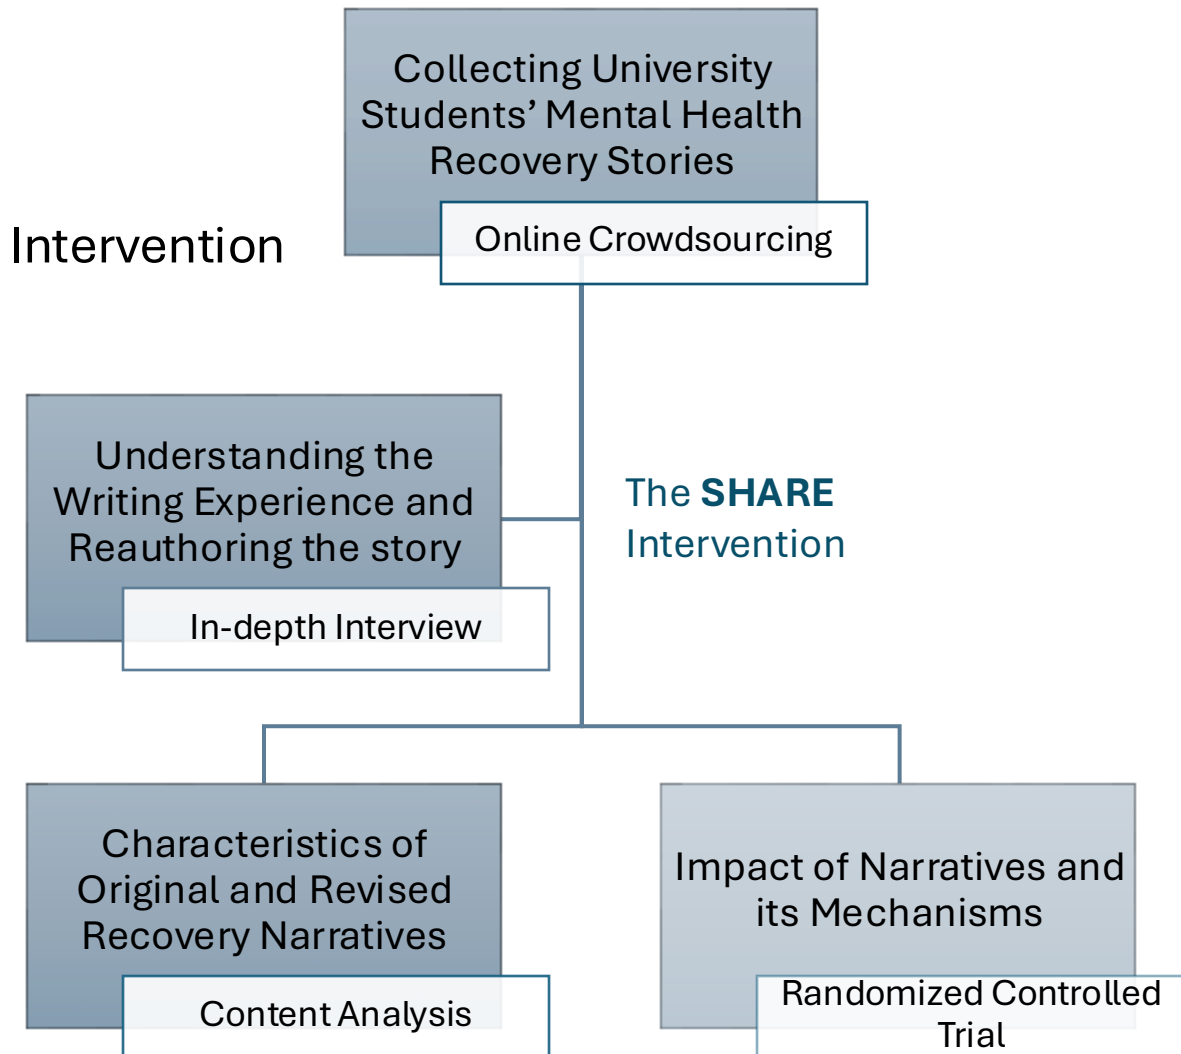 Collecting University
Students’ Mental Health
Recovery Stories
Online Crowdsourcing
Intervention
Understanding the
Writing Experience and
Reauthoring the story
In-depth Interview
The SHARE
Intervention
Characteristics of
Original and Revised
Recovery Narratives
Content Analysis
Impact of Narratives and
its Mechanisms
Randomized Controlled
Trial